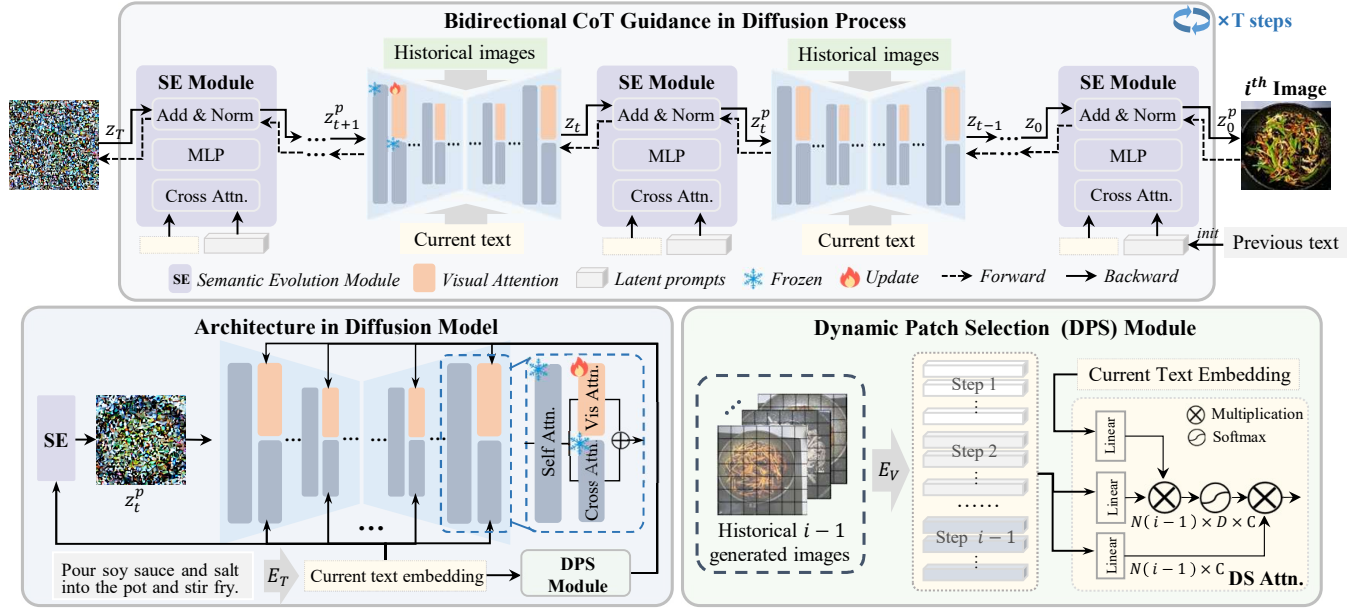 Bidirectional CoT Guidance in Diffusion Process
× T steps
Historical images
Historical images
SE Module
SE Module
SE Module
i^{th} Image
Add & Norm
Add & Norm
Add & Norm
z_T
z^p_{t+1}
z_t
z^p_t
z_{t-1}
z_0
z^p_0
MLP
MLP
MLP
Cross Attn.
Cross Attn.
Cross Attn.
Current text
Current text
init
Previous text
SE Semantic Evolution Module
Visual Attention
Latent prompts
Frozen
Update
Forward
Backward
Architecture in Diffusion Model
SE
z^p_t
Self Attn.
Vis Attn.
Cross Attn.
Pour soy sauce and salt
into the pot and stir fry.
E_T
Current text embedding
DPS
Module
Dynamic Patch Selection (DPS) Module
Historical i − 1
generated images
E_V
Step 1
Step 2
Step i − 1
Current Text Embedding
Linear
Linear
Linear
Multiplication
Softmax
N(i − 1) × D × C
N(i − 1) × C
DS Attn.